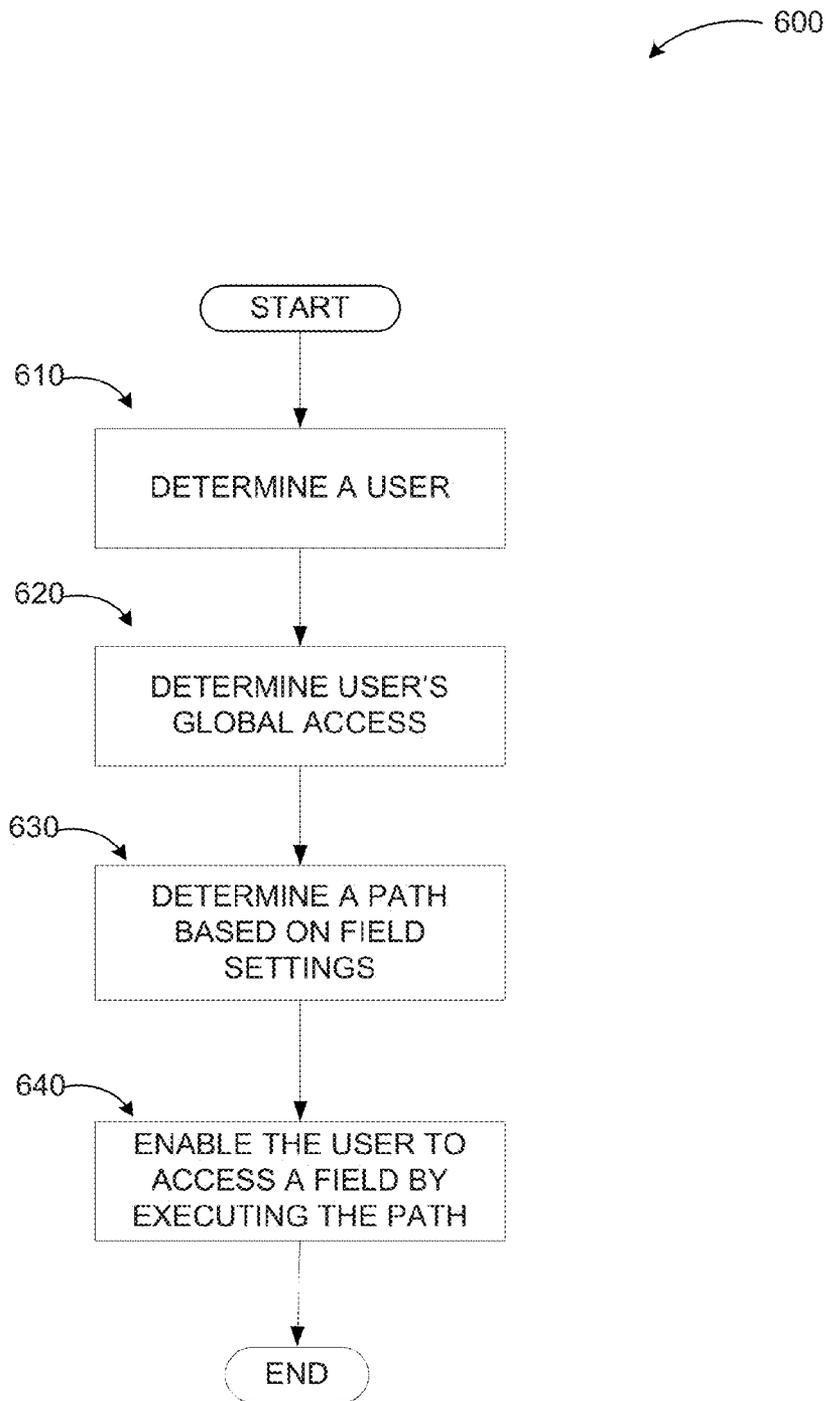 600
START
610
DETERMINE A USER
620
DETERMINE USER'S
GLOBAL ACCESS
630
DETERMINE A PATH
BASED ON FIELD
SETTINGS
640
ENABLE THE USER TO
ACCESS A FIELD BY
EXECUTING THE PATH
END